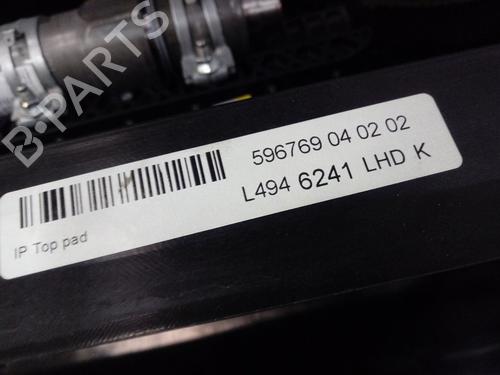 B-PARTS
596769 04 02 02
L494 6241 LHD K
IP Top pad